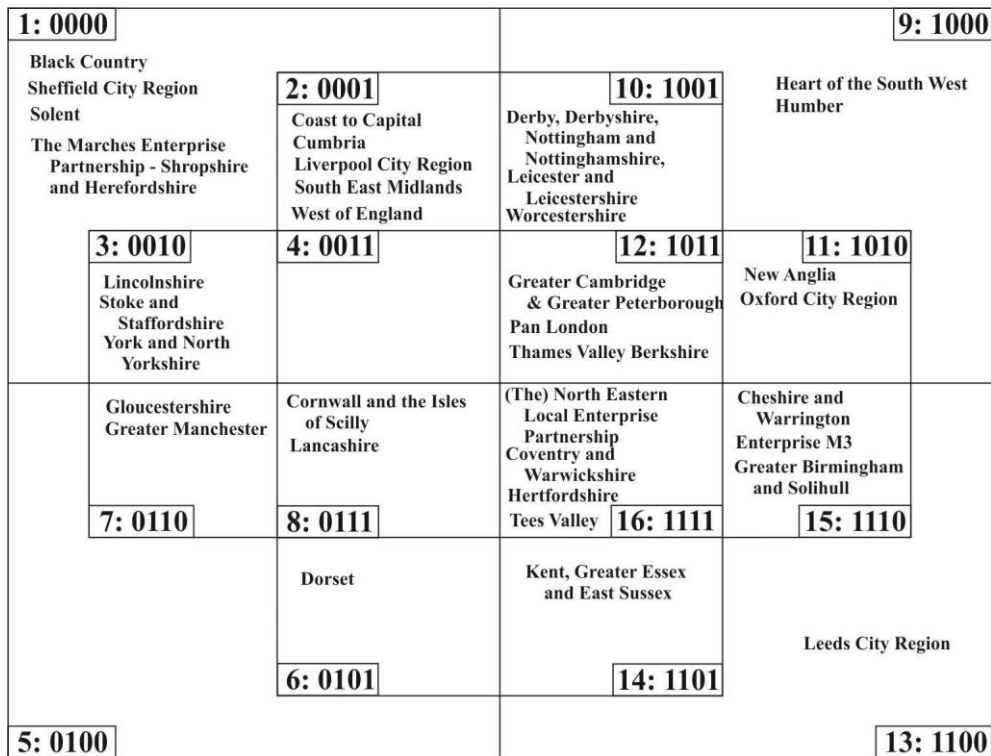 1: 0000
9: 1000
Black Country
Sheffield City Region
Solent
The Marches Enterprise
Partnership - Shropshire
and Herefordshire
2: 0001
Coast to Capital
Cumbria
Liverpool City Region
South East Midlands
West of England
10: 1001
Derby, Derbyshire,
Nottingham and
Nottinghamshire,
Leicester and
Leicestershire
Worcestershire
Heart of the South West
Humber
3: 0010
Lincolnshire
Stoke and
Staffordshire
York and North
Yorkshire
4: 0011
12: 1011
Greater Cambridge
& Greater Peterborough
Pan London
Thames Valley Berkshire
11: 1010
New Anglia
Oxford City Region
Gloucestershire
Greater Manchester
7: 0110
Cornwall and the Isles
of Scilly
Lancashire
8: 0111
(The) North Eastern
Local Enterprise
Partnership
Coventry and
Warwickshire
Hertfordshire
Tees Valley
16: 1111
Cheshire and
Warrington
Enterprise M3
Greater Birmingham
and Solihull
15: 1110
Dorset
6: 0101
Kent, Greater Essex
and East Sussex
14: 1101
Leeds City Region
5: 0100
13: 1100